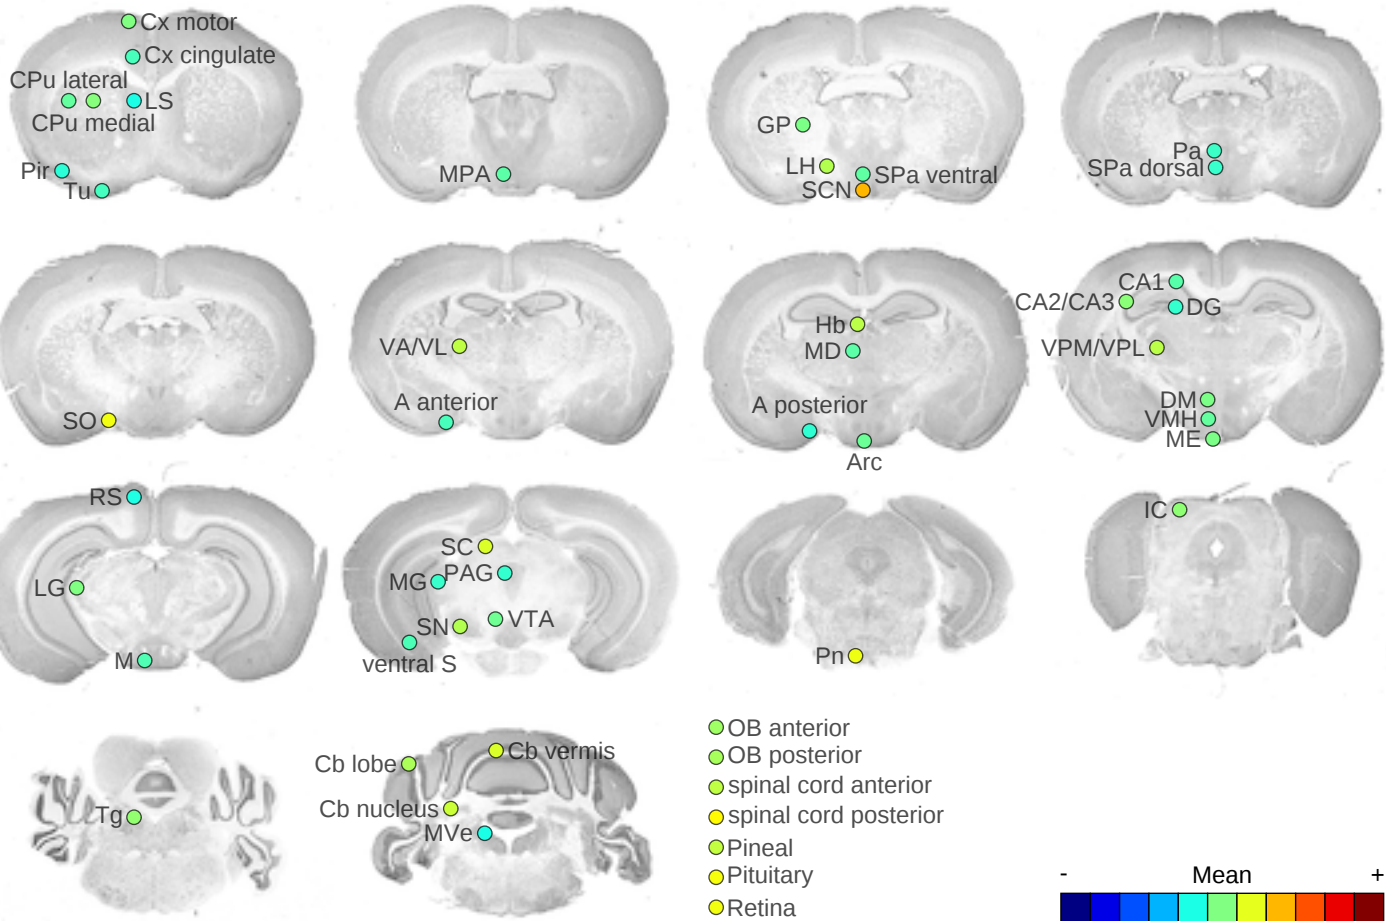 Cx motor
Cx cingulate
CPu lateral
LS
CPu medial
Pir
Tu
MPA
GP
LH
SPa ventral
SCN
Pa
SPa dorsal
SO
VA/VL
A anterior
Hb
MD
A posterior
Arc
CA1
CA2/CA3
DG
VPM/VPL
DM
VMH
ME
RS
LG
M
SC
MG
PAG
SN
VTA
ventral S
Pn
IC
Tg
Cb lobe
Cb vermis
Cb nucleus
MVe
OB anterior
OB posterior
spinal cord anterior
spinal cord posterior
Pineal
Pituitary
Retina
- Mean +